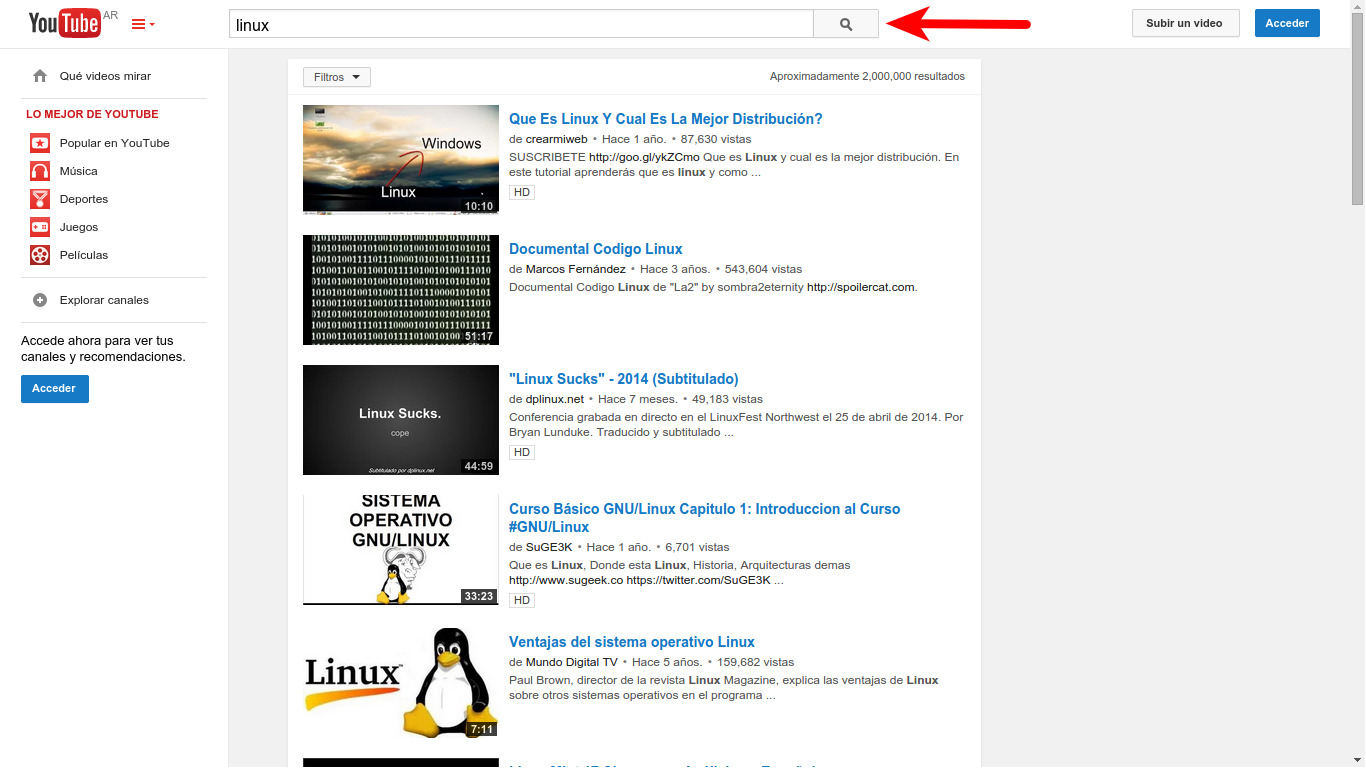 YouTube AR
linux
Subir un video
Acceder
Qué videos mirar
LO MEJOR DE YOUTUBE
Popular en YouTube
Música
Deportes
Juegos
Películas
Explorar canales
Accede ahora para ver tus
canales y recomendaciones.
Acceder
Filtros
Aproximadamente 2,000,000 resultados
Windows
Linux
10:10
Que Es Linux Y Cual Es La Mejor Distribución?
de crearmiweb • Hace 1 año. • 87,630 vistas
SUSCRIBETE http://goo.gl/ykZCmo Que es Linux y cual es la mejor distribución. En
este tutorial aprenderás que es linux y como ...
HD
51:17
Documental Codigo Linux
de Marcos Fernández • Hace 3 años. • 543,604 vistas
Documental Codigo Linux de "La2" by sombra2eternity http://spoilercat.com.
Linux Sucks.
cope
Subtitulado por dplinux.net
44:59
"Linux Sucks" - 2014 (Subtitulado)
de dplinux.net • Hace 7 meses. • 49,183 vistas
Conferencia grabada en directo en el LinuxFest Northwest el 25 de abril de 2014. Por
Bryan Lunduke. Traducido y subtitulado ...
HD
SISTEMA
OPERATIVO
GNU/LINUX
33:23
Curso Básico GNU/Linux Capitulo 1: Introduccion al Curso
#GNU/Linux
de SuGE3K • Hace 1 año. • 6,701 vistas
Que es Linux, Donde esta Linux, Historia, Arquitecturas demas
http://www.sugeek.co https://twitter.com/SuGE3K ...
HD
Linux™
7:11
Ventajas del sistema operativo Linux
de Mundo Digital TV • Hace 5 años. • 159,682 vistas
Paul Brown, director de la revista Linux Magazine, explica las ventajas de Linux
sobre otros sistemas operativos en el programa ...